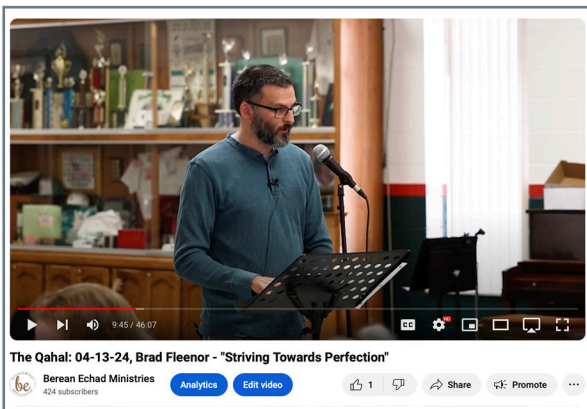 9:45 / 46:07
CC
HD
The Qahal: 04-13-24, Brad Fleenor - "Striving Towards Perfection"
be
Berean Echad Ministries
424 subscribers
Analytics
Edit video
1
Share
Promote